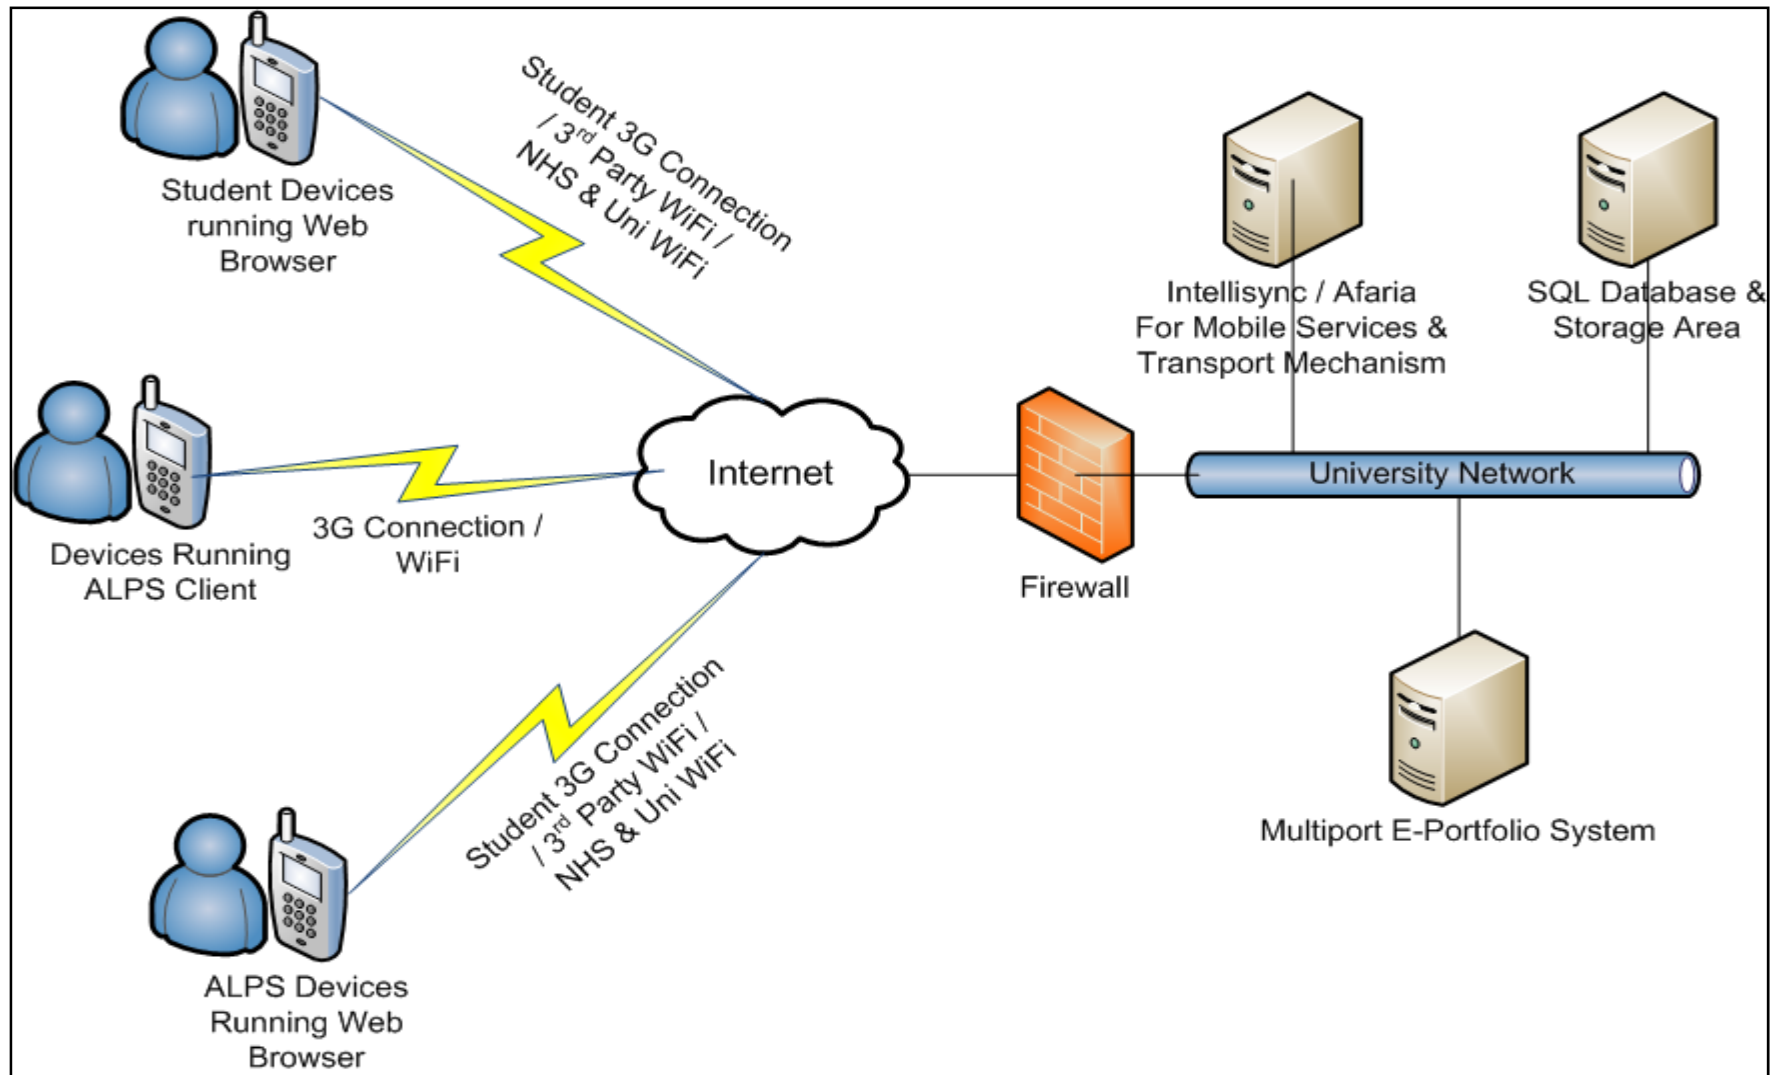 Student Devices
running Web
Browser
Student 3G Connection
/ 3rd Party WiFi /
NHS & Uni WiFi
Intellisync / Afaria
For Mobile Services &
Transport Mechanism
SQL Database &
Storage Area
Devices Running
ALPS Client
3G Connection /
WiFi
Internet
Firewall
University Network
Student 3G Connection
/ 3rd Party WiFi /
NHS & Uni WiFi
Multiport E-Portfolio System
ALPS Devices
Running Web
Browser